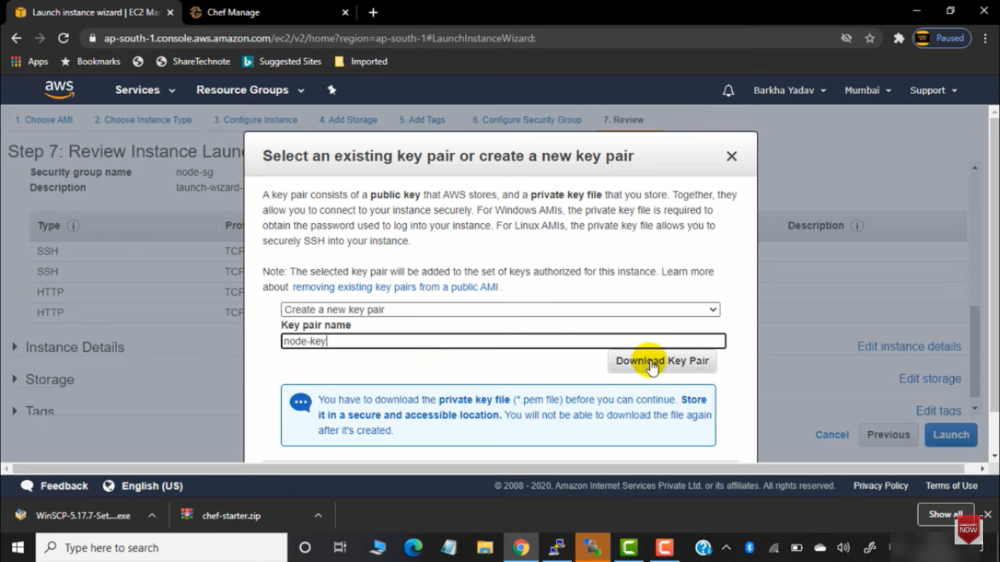 Launch instance wizard | EC2 Ma
Chef Manage
ap-south-1.console.aws.amazon.com/ec2/v2/home?region=ap-south-1#LaunchInstanceWizard:
Paused
Apps
Bookmarks
ShareTechnote
Suggested Sites
Imported
aws
Services
Resource Groups
Barkha Yadav
Mumbai
Support
1. Choose AMI
2. Choose Instance Type
3. Configure Instance
4. Add Storage
5. Add Tags
6. Configure Security Group
7. Review
Step 7: Review Instance Laun
Security group name
node-sg
Description
launch-wizard-
Type
Pro
Description
SSH
TCP
SSH
TCP
HTTP
TCP
HTTP
TCP
Instance Details
Edit instance details
Storage
Edit storage
Tags
Edit tags
Select an existing key pair or create a new key pair
A key pair consists of a public key that AWS stores, and a private key file that you store. Together, they
allow you to connect to your instance securely. For Windows AMIs, the private key file is required to
obtain the password used to log into your instance. For Linux AMIs, the private key file allows you to
securely SSH into your instance.
Note: The selected key pair will be added to the set of keys authorized for this instance. Learn more
about removing existing key pairs from a public AMI .
Create a new key pair
Key pair name
node-key
Download Key Pair
You have to download the private key file (*.pem file) before you can continue. Store
it in a secure and accessible location. You will not be able to download the file again
after it's created.
Cancel
Previous
Launch
Feedback
English (US)
© 2008 - 2020, Amazon Internet Services Private Ltd. or its affiliates. All rights reserved.
Privacy Policy
Terms of Use
WinSCP-5.17.7-Set....exe
chef-starter.zip
Show all
SUBSCRIBE
NOW
Type here to search